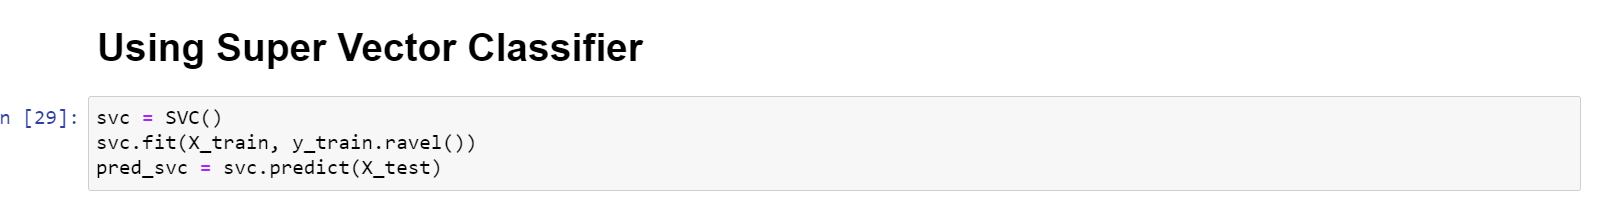 Using Super Vector Classifier
n [29]:
svc = SVC()
svc.fit(X_train, y_train.ravel())
pred_svc = svc.predict(X_test)